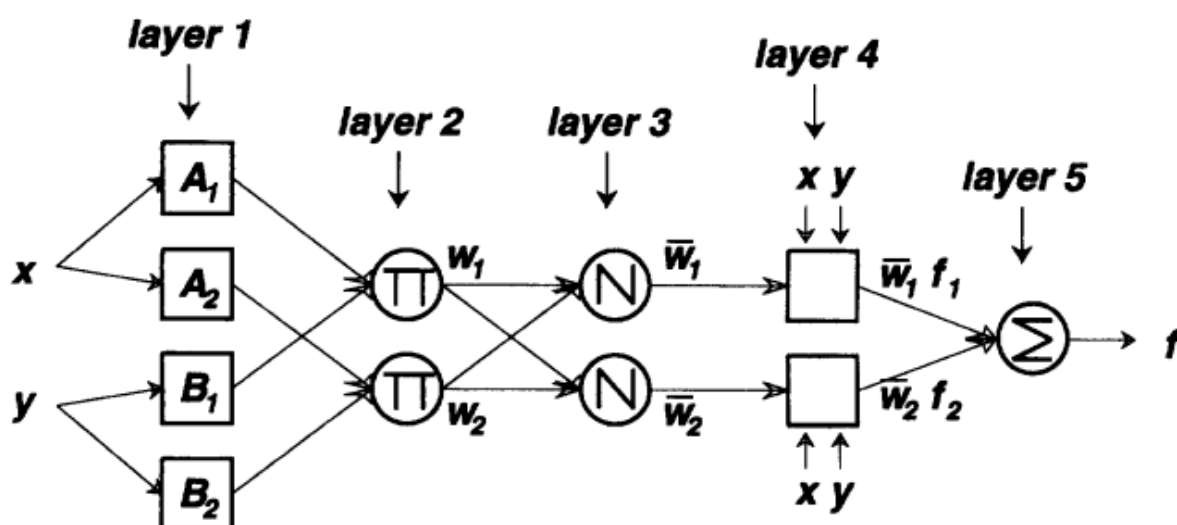 layer 1
layer 4
layer 2
layer 3
x y
layer 5
A₁
x
A₂
∏
w₁
N
w̅₁
w̅₁ f₁
∑
f
y
B₁
∏
w₂
N
w̅₂
w̅₂ f₂
B₂
x y